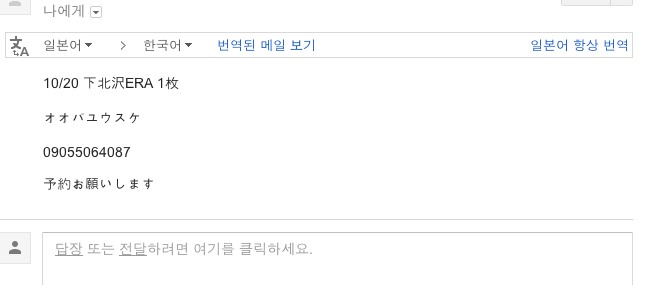 나에게
일본어 > 한국어 번역된 메일 보기 일본어 항상 번역
10/20 下北沢ERA 1枚
オオバユウスケ
09055064087
予約お願いします
답장 또는 전달하려면 여기를 클릭하세요.